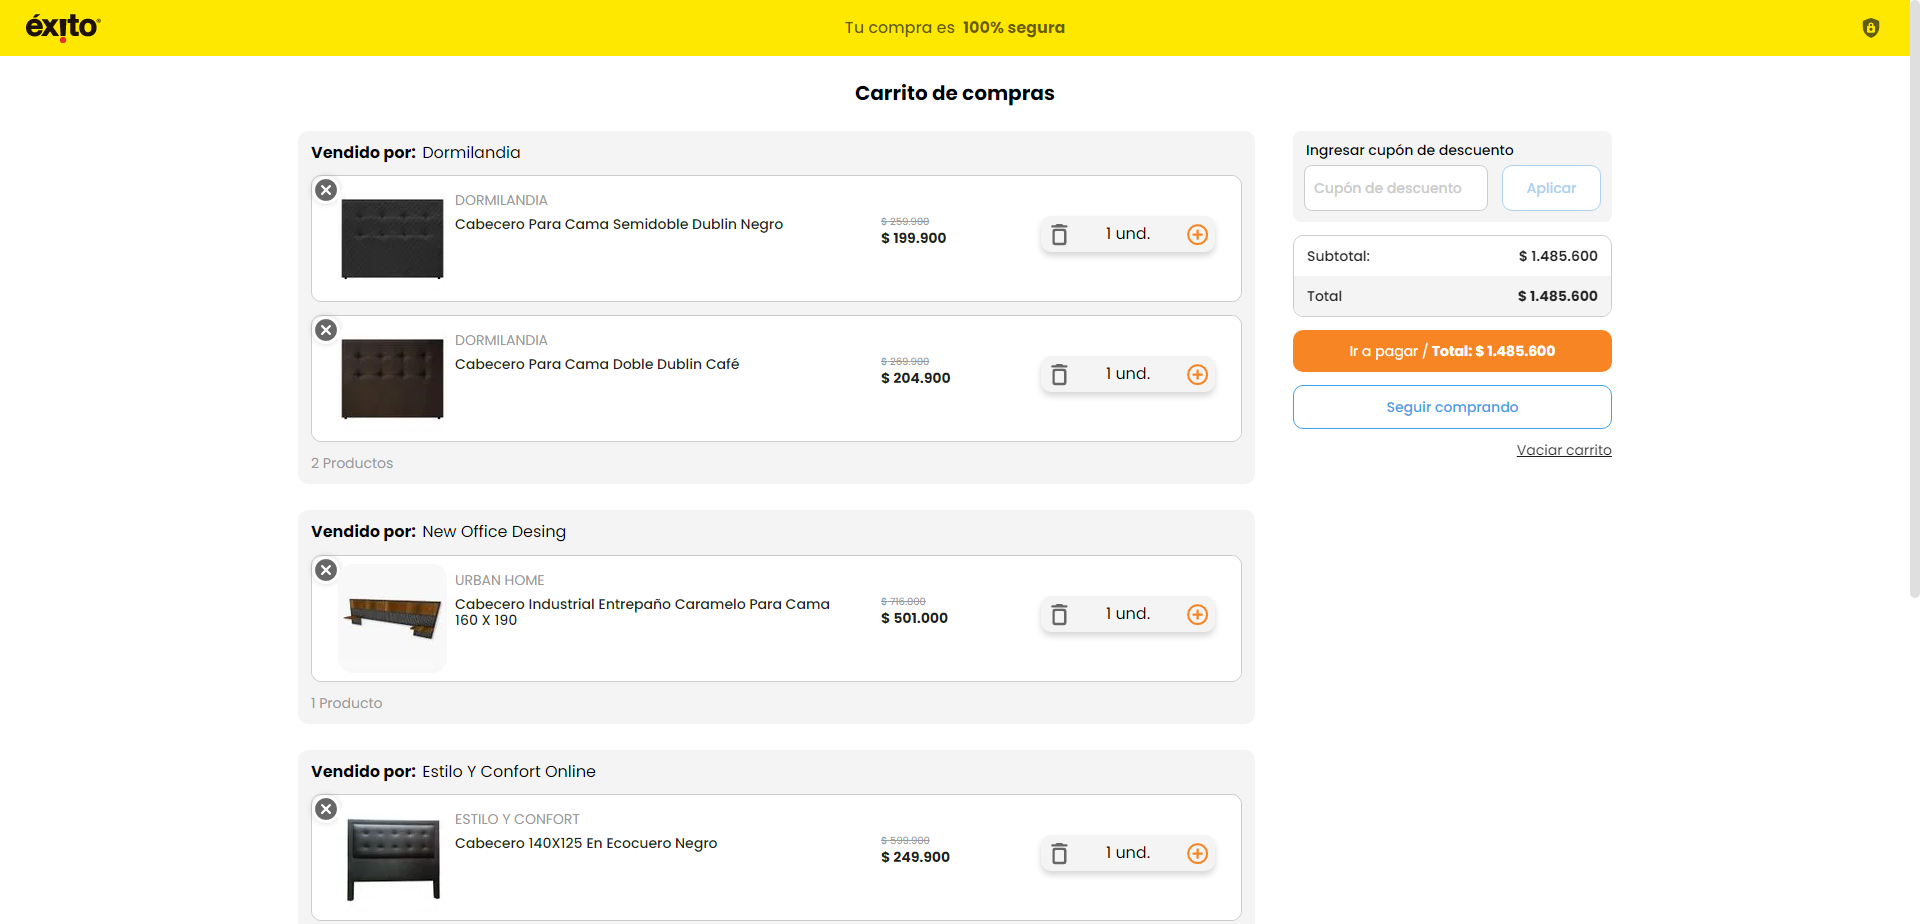 éxito
Tu compra es 100% segura
Carrito de compras
Vendido por: Dormilandia
DORMILANDIA
Cabecero Para Cama Semidoble Dublin Negro
$ 259.900
$ 199.900
1 und.
DORMILANDIA
Cabecero Para Cama Doble Dublin Café
$ 269.900
$ 204.900
1 und.
2 Productos
Vendido por: New Office Desing
URBAN HOME
Cabecero Industrial Entrepaño Caramelo Para Cama
160 X 190
$ 716.000
$ 501.000
1 und.
1 Producto
Vendido por: Estilo Y Confort Online
ESTILO Y CONFORT
Cabecero 140X125 En Ecocuero Negro
$ 599.900
$ 249.900
1 und.
Ingresar cupón de descuento
Cupón de descuento
Aplicar
Subtotal: $ 1.485.600
Total $ 1.485.600
Ir a pagar / Total: $ 1.485.600
Seguir comprando
Vaciar carrito